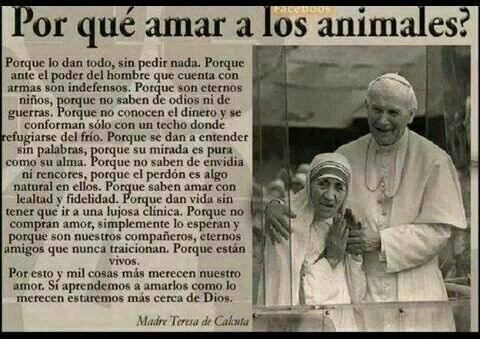 Facebook
Por qué amar a los animales?
Porque lo dan todo, sin pedir nada. Porque
ante el poder del hombre que cuenta con
armas son indefensos. Porque son eternos
niños, porque no saben de odios ni de
guerras. Porque no conocen el dinero y se
conforman sólo con un techo donde
refugiarse del frío. Porque se dan a entender
sin palabras, porque su mirada es pura
como su alma. Porque no saben de envidia
ni rencores, porque el perdón es algo
natural en ellos. Porque saben amar con
lealtad y fidelidad. Porque dan vida sin
tener que ir a una lujosa clínica. Porque no
compran amor, simplemente lo esperan y
porque son nuestros compañeros, eternos
amigos que nunca traicionan. Porque están
vivos.
Por esto y mil cosas más merecen nuestro
amor. Sí aprendemos a amarlos como lo
merecen estaremos más cerca de Dios.
Madre Teresa de Calcuta